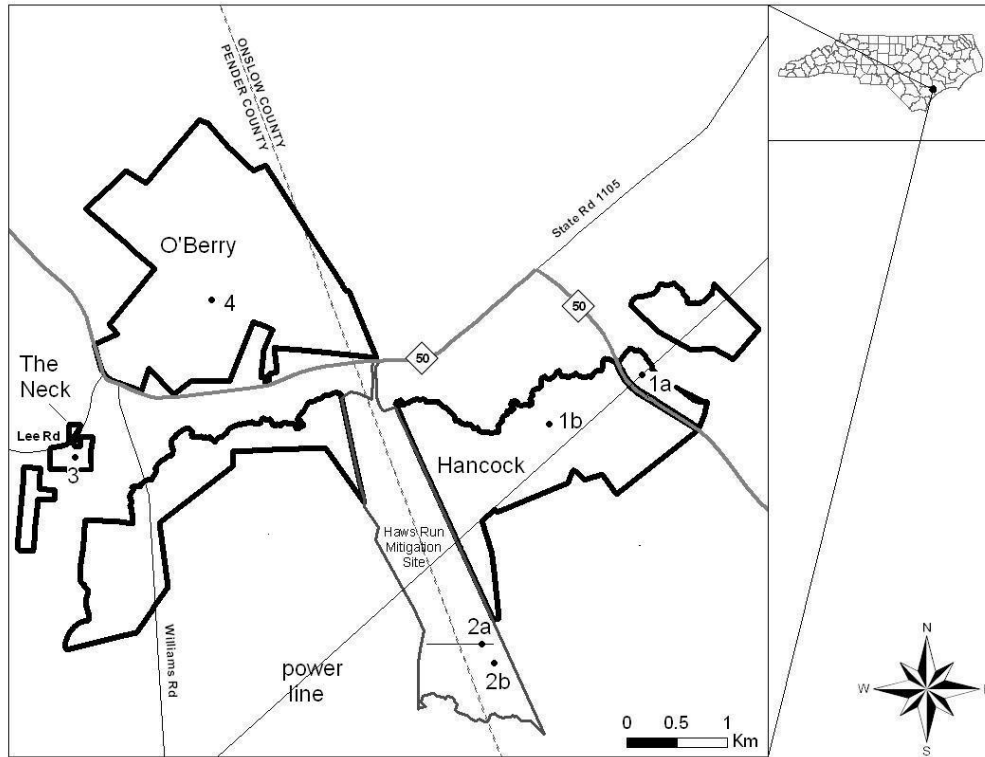 ONSLOW COUNTY
PENDER COUNTY
State Rd 1105
O'Berry
4
50
50
The
Neck
Lee Rd
3
1a
1b
Hancock
Haws Run
Mitigation
Site
Williams Rd
power
line
2a
2b
0 0.5 1
Km
N
W
S